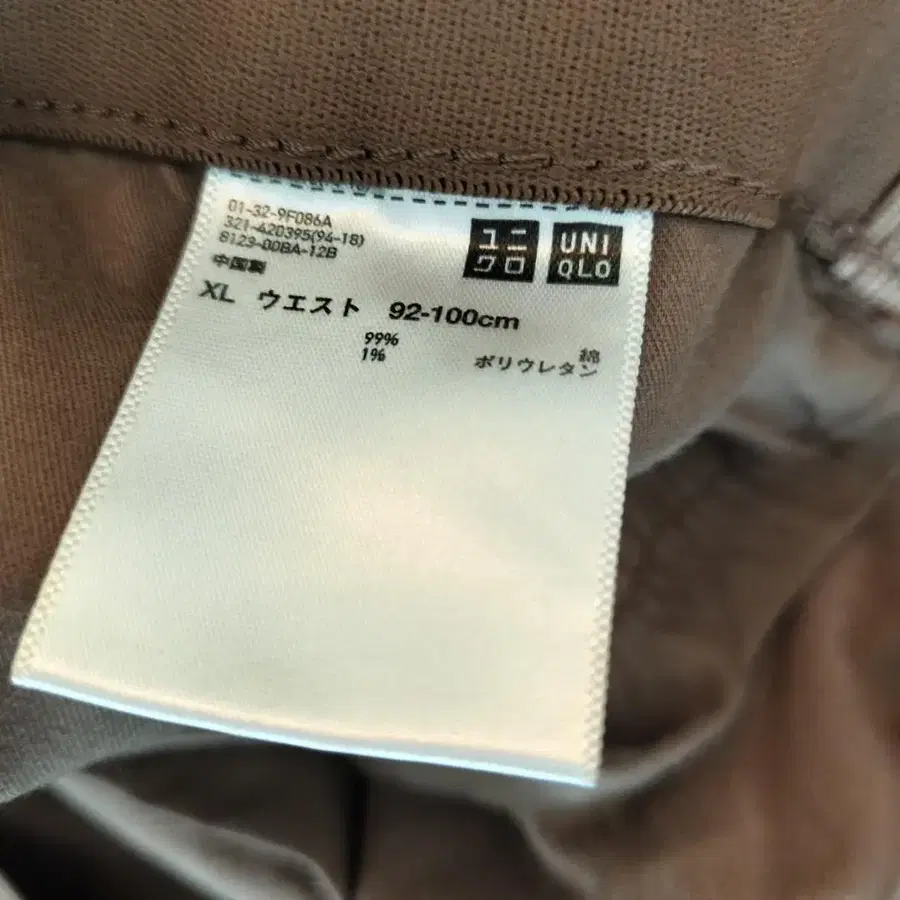 01-32-9F086A
321-420395(94-18)
8123-00BA-12B
中国製
ユニ
クロ
UNI
QLO
XL ウエスト 92-100cm
99% 綿
1% ポリウレタン